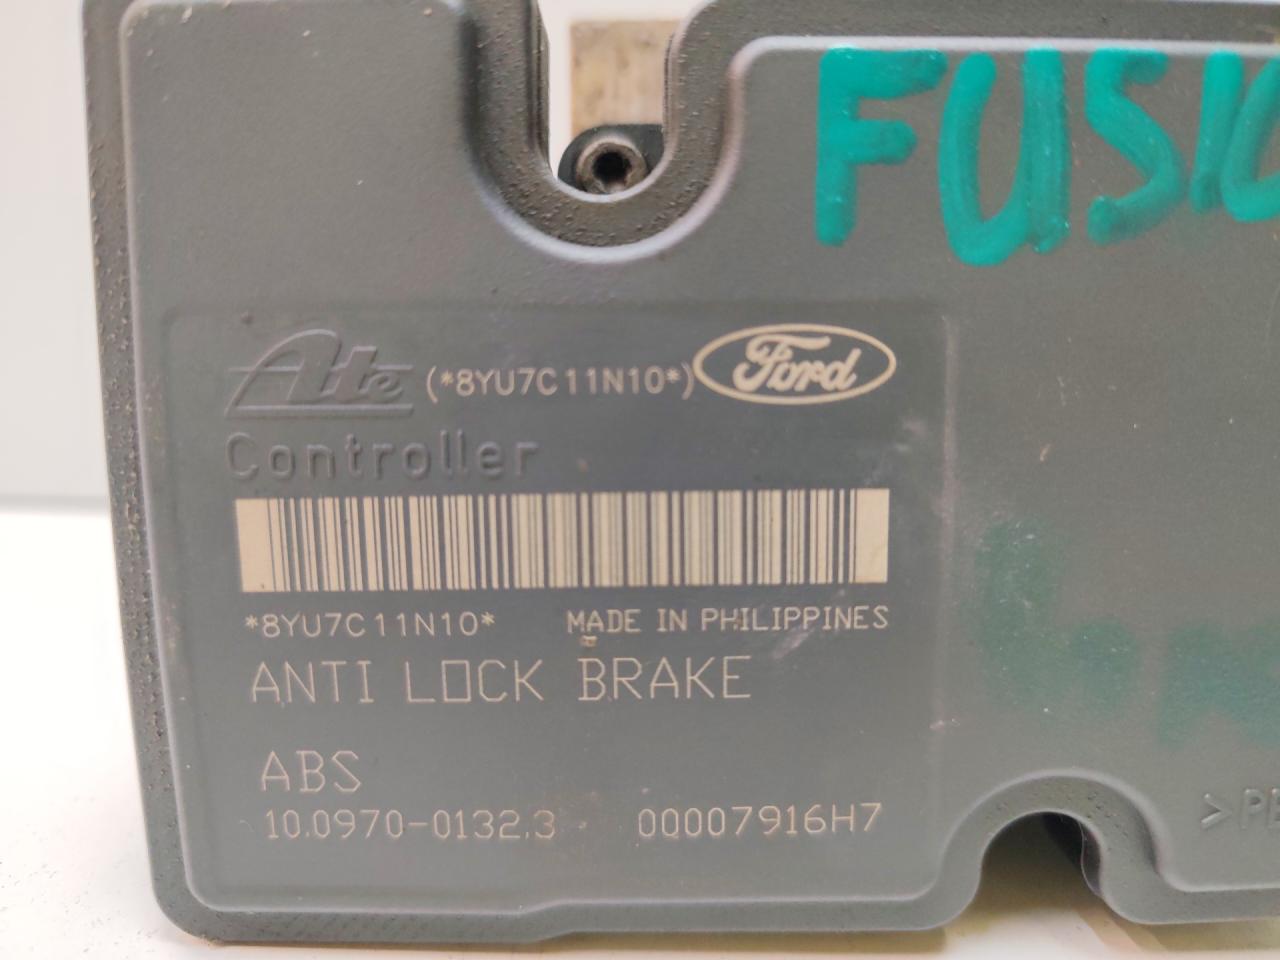 FUSIO
Ate (*8YU7C11N10*) Ford
Controller
*8YU7C11N10* MADE IN PHILIPPINES
ANTI LOCK BRAKE
ABS
10.0970-0132.3 00007916H7